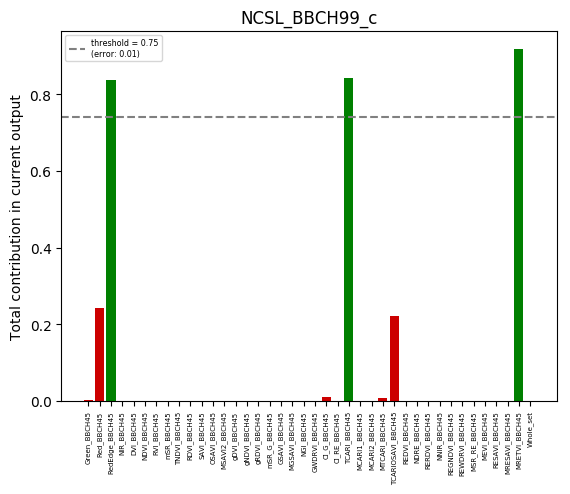 NCSL_BBCH99_c
threshold = 0.75
(error: 0.01)
Total contribution in current output
0.8
0.6
0.4
0.2
0.0
Green_BBCH45
Red_BBCH45
RedEdge_BBCH45
NIR_BBCH45
DVI_BBCH45
NDVI_BBCH45
RVI_BBCH45
mSR_BBCH45
TNDVI_BBCH45
RDVI_BBCH45
SAVI_BBCH45
OSAVI_BBCH45
MSAVI2_BBCH45
gDVI_BBCH45
gNDVI_BBCH45
gRDVI_BBCH45
mSR_G_BBCH45
GSAVI_BBCH45
MGSAVI_BBCH45
NGI_BBCH45
GWDRVI_BBCH45
CI_G_BBCH45
CI_RE_BBCH45
TCARI_BBCH45
MCARI1_BBCH45
MCARI2_BBCH45
MTCARI_BBCH45
TCARIOSAVI_BBCH45
REDVI_BBCH45
NDRE_BBCH45
RERDVI_BBCH45
NNIR_BBCH45
REGNDVI_BBCH45
REWDRVI_BBCH45
MSR_RE_BBCH45
MEVI_BBCH45
RESAVI_BBCH45
MRESAVI_BBCH45
MRETVI_BBCH45
Whole_set